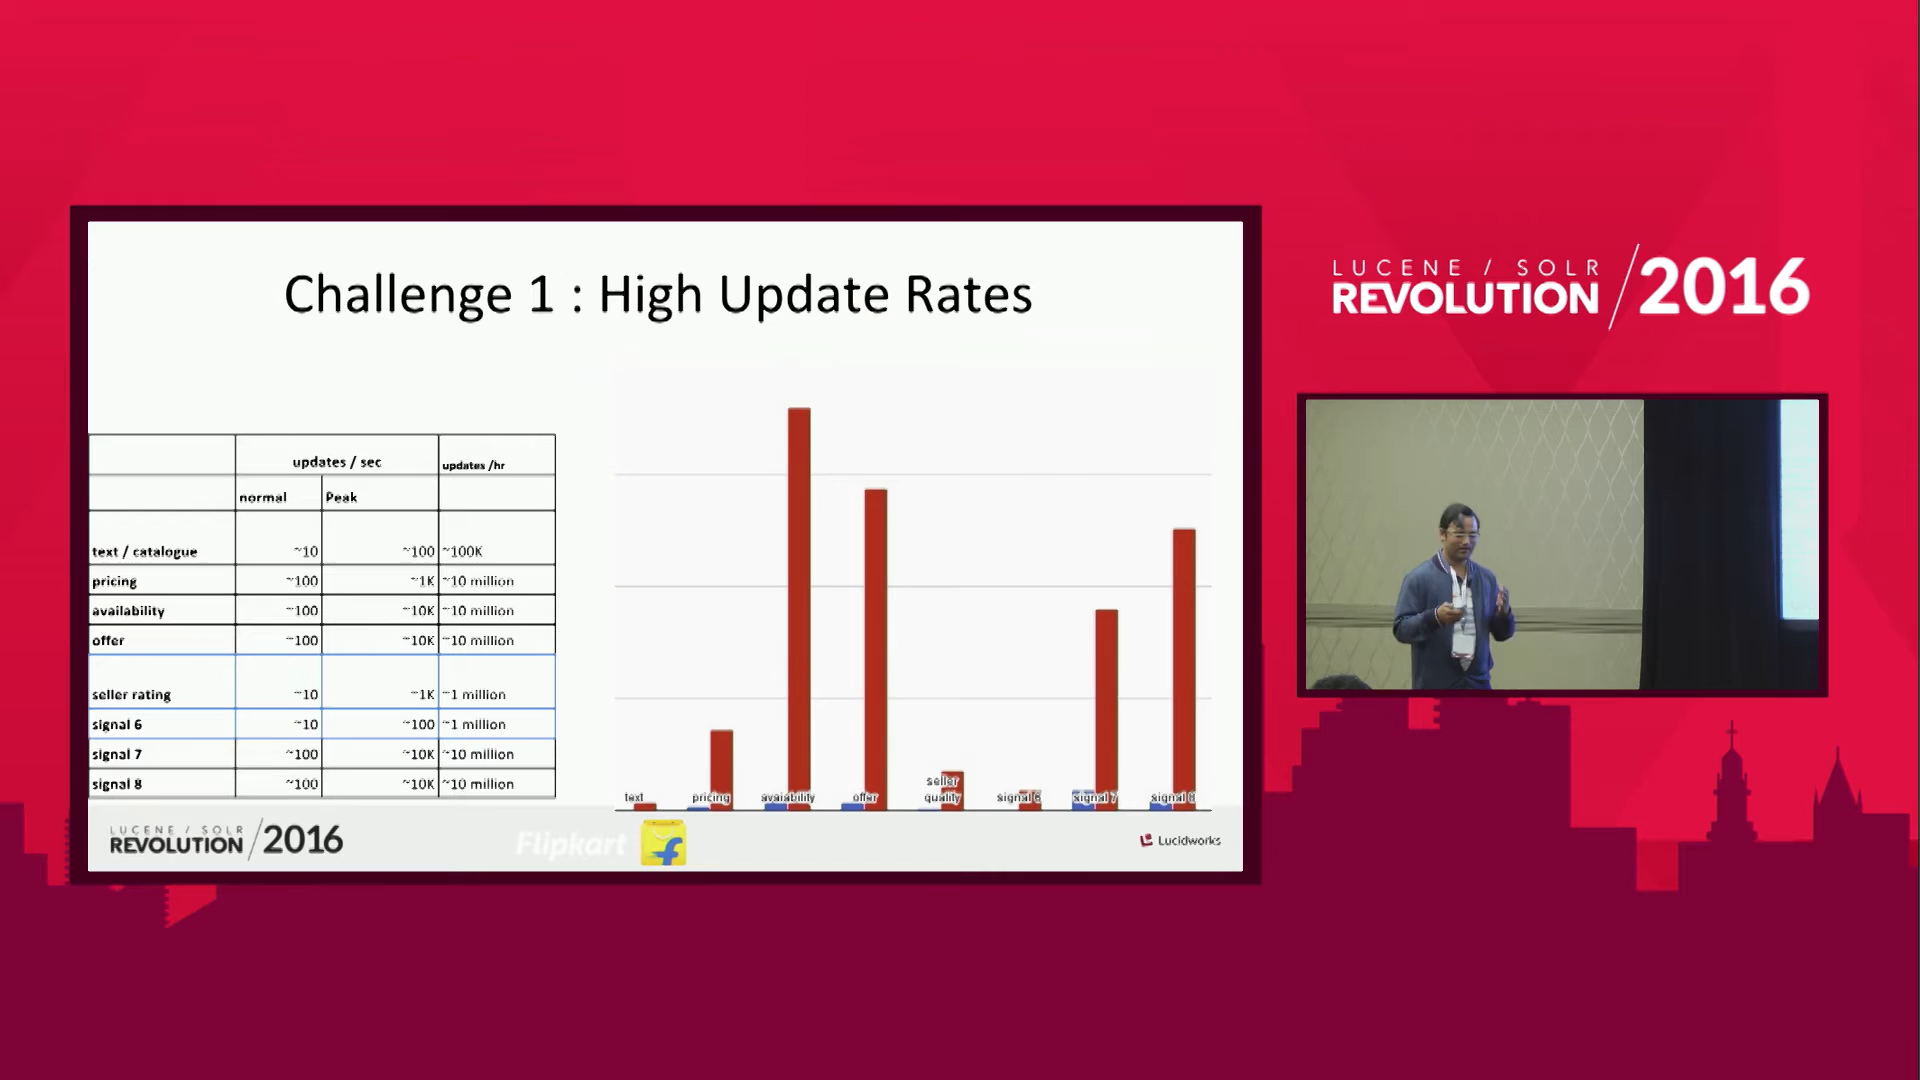 Challenge 1 : High Update Rates
updates / sec
updates /hr
normal
Peak
text / catalogue ~10 ~100 ~100K
pricing ~100 ~1K ~10 million
availability ~100 ~10K ~10 million
offer ~100 ~10K ~10 million
seller rating ~10 ~1K ~1 million
signal 6 ~10 ~100 ~1 million
signal 7 ~100 ~10K ~10 million
signal 8 ~100 ~10K ~10 million
text
pricing
avaiability
offer
seller
quality
signal 6
signal 7
signal 8
LUCENE / SOLR
REVOLUTION /2016
Flipkart
Lucidworks
LUCENE / SOLR
REVOLUTION /2016